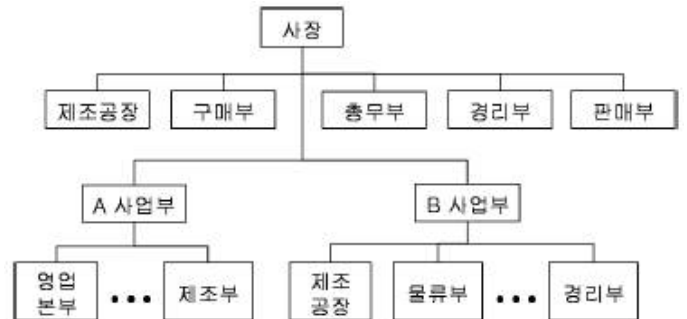 사장
제조공장 구매부 총무부 경리부 판매부
A 사업부 B 사업부
영업
본부 ••• 제조부
제조
공장 물류부 ••• 경리부